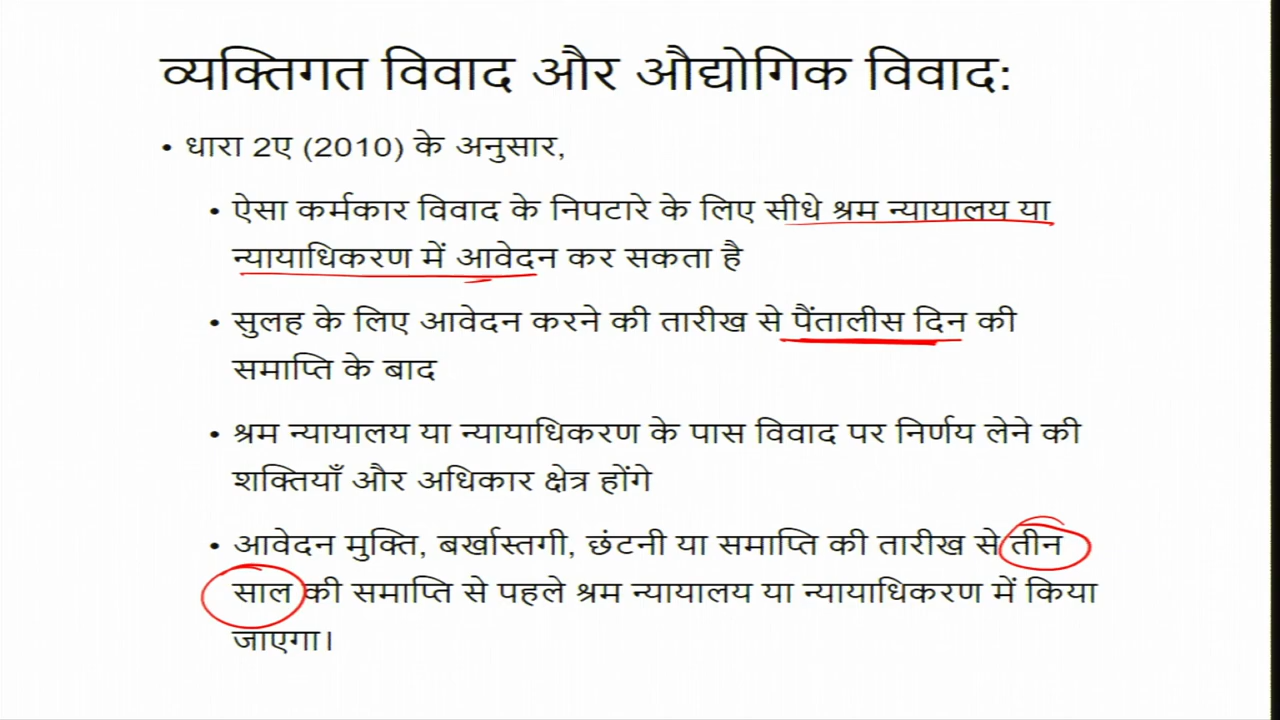 व्यक्तिगत विवाद और औद्योगिक विवाद:
• धारा 2ए (2010) के अनुसार,
• ऐसा कर्मकार विवाद के निपटारे के लिए सीधे श्रम न्यायालय या
न्यायाधिकरण में आवेदन कर सकता है
• सुलह के लिए आवेदन करने की तारीख से पैंतालीस दिन की
समाप्ति के बाद
• श्रम न्यायालय या न्यायाधिकरण के पास विवाद पर निर्णय लेने की
शक्तियाँ और अधिकार क्षेत्र होंगे
• आवेदन मुक्ति, बर्खास्तगी, छंटनी या समाप्ति की तारीख से तीन
साल की समाप्ति से पहले श्रम न्यायालय या न्यायाधिकरण में किया
जाएगा।